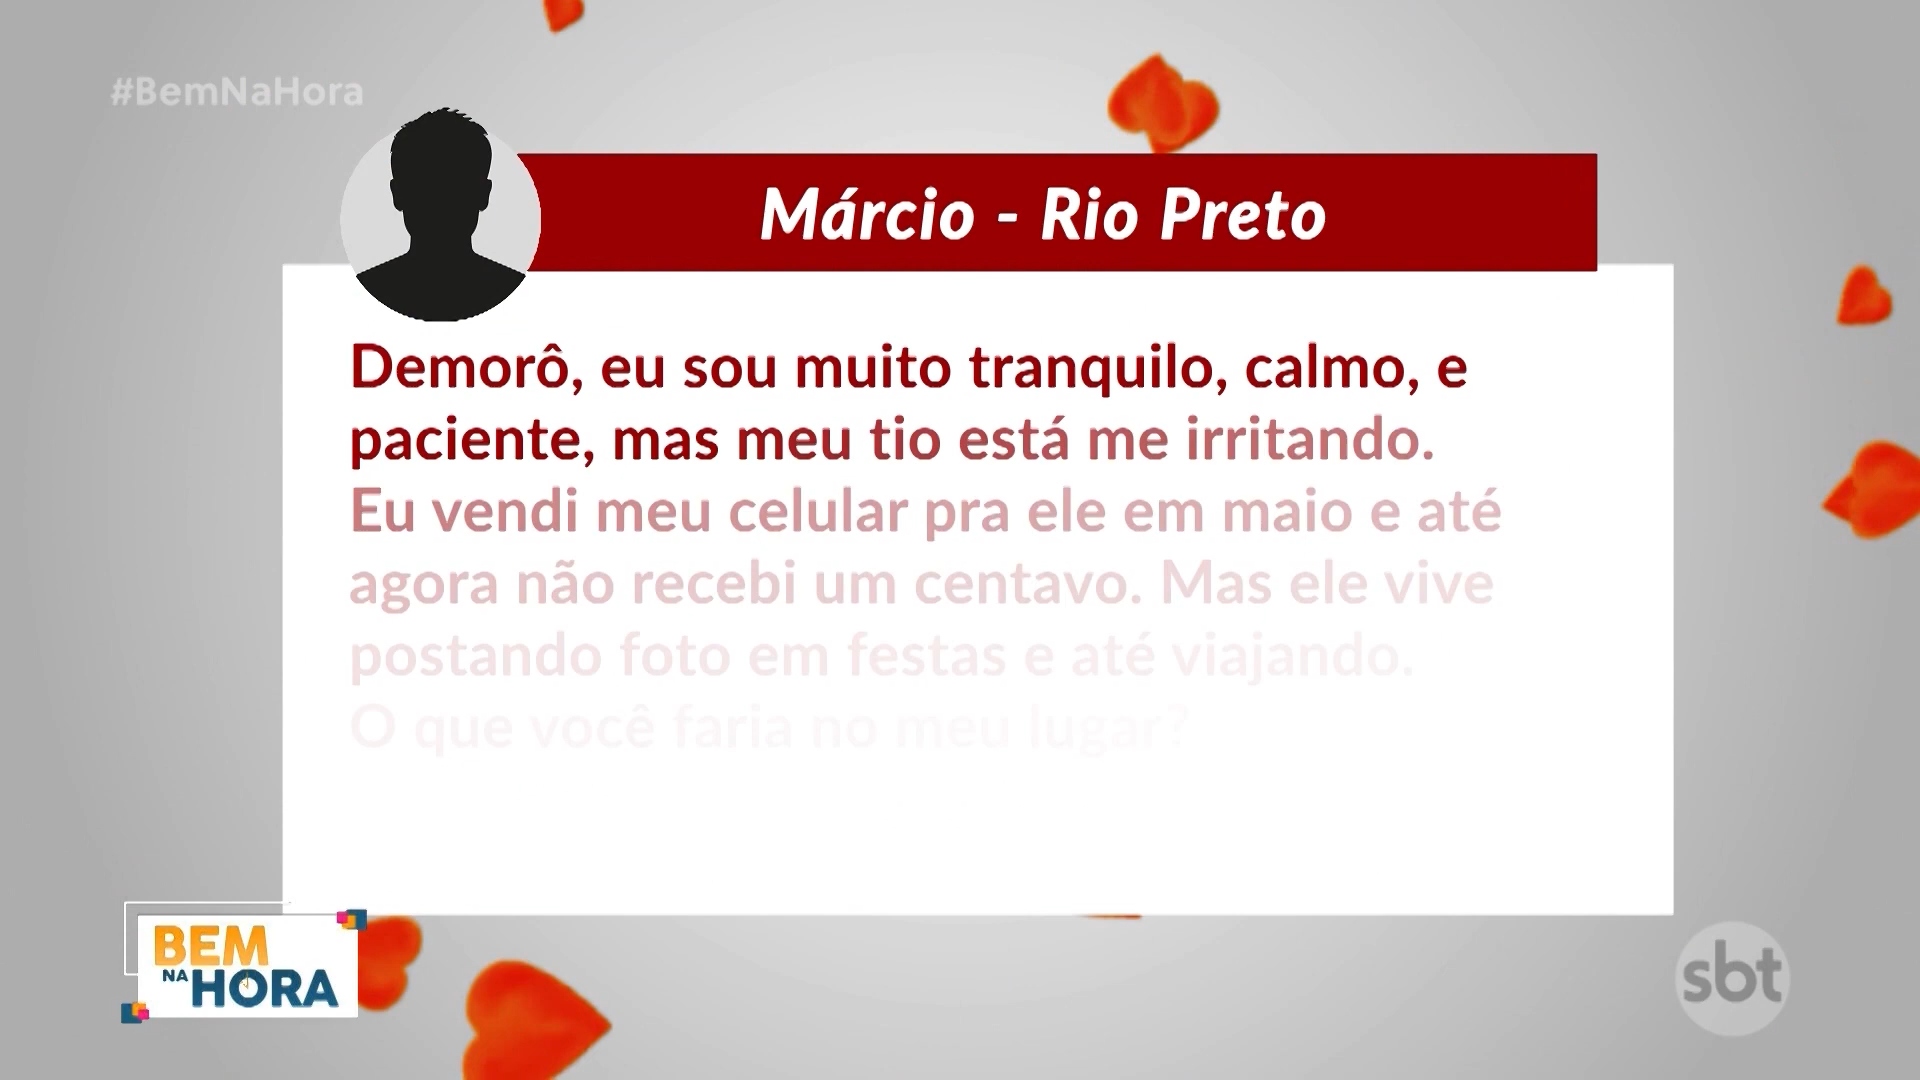 #BemNaHora
Márcio - Rio Preto
Demorô, eu sou muito tranquilo, calmo, e
paciente, mas meu tio está me irritando.
Eu vendi meu celular pra ele em maio e até
agora não recebi um centavo. Mas ele vive
postando foto em festas e até viajando.
O que você faria no meu lugar?
BEM
NA HORA
sbt